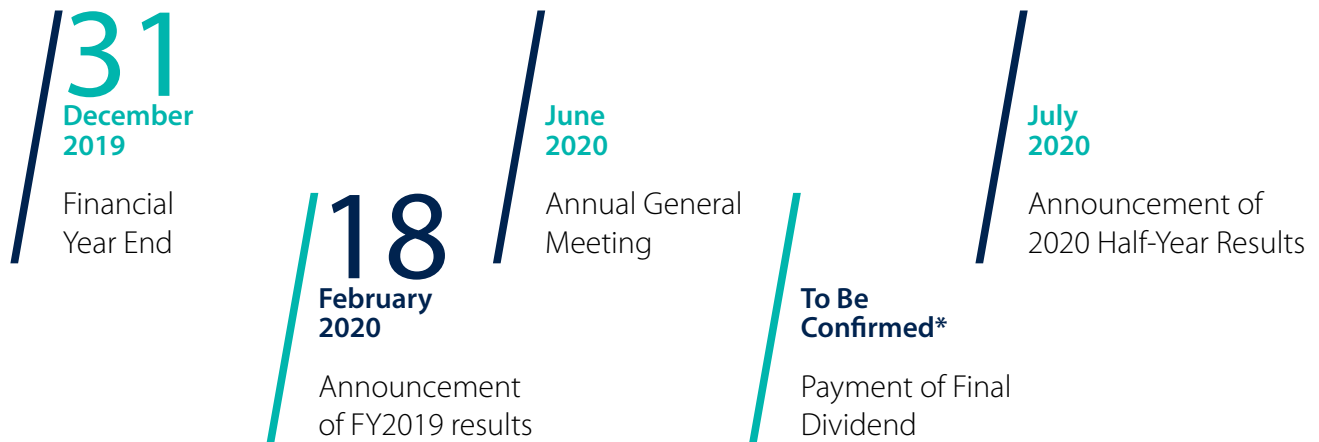 31
December
2019
Financial
Year End
18
February
2020
Announcement
of FY2019 results
June
2020
Annual General
Meeting
To Be
Confirmed*
Payment of Final
Dividend
July
2020
Announcement of
2020 Half-Year Results